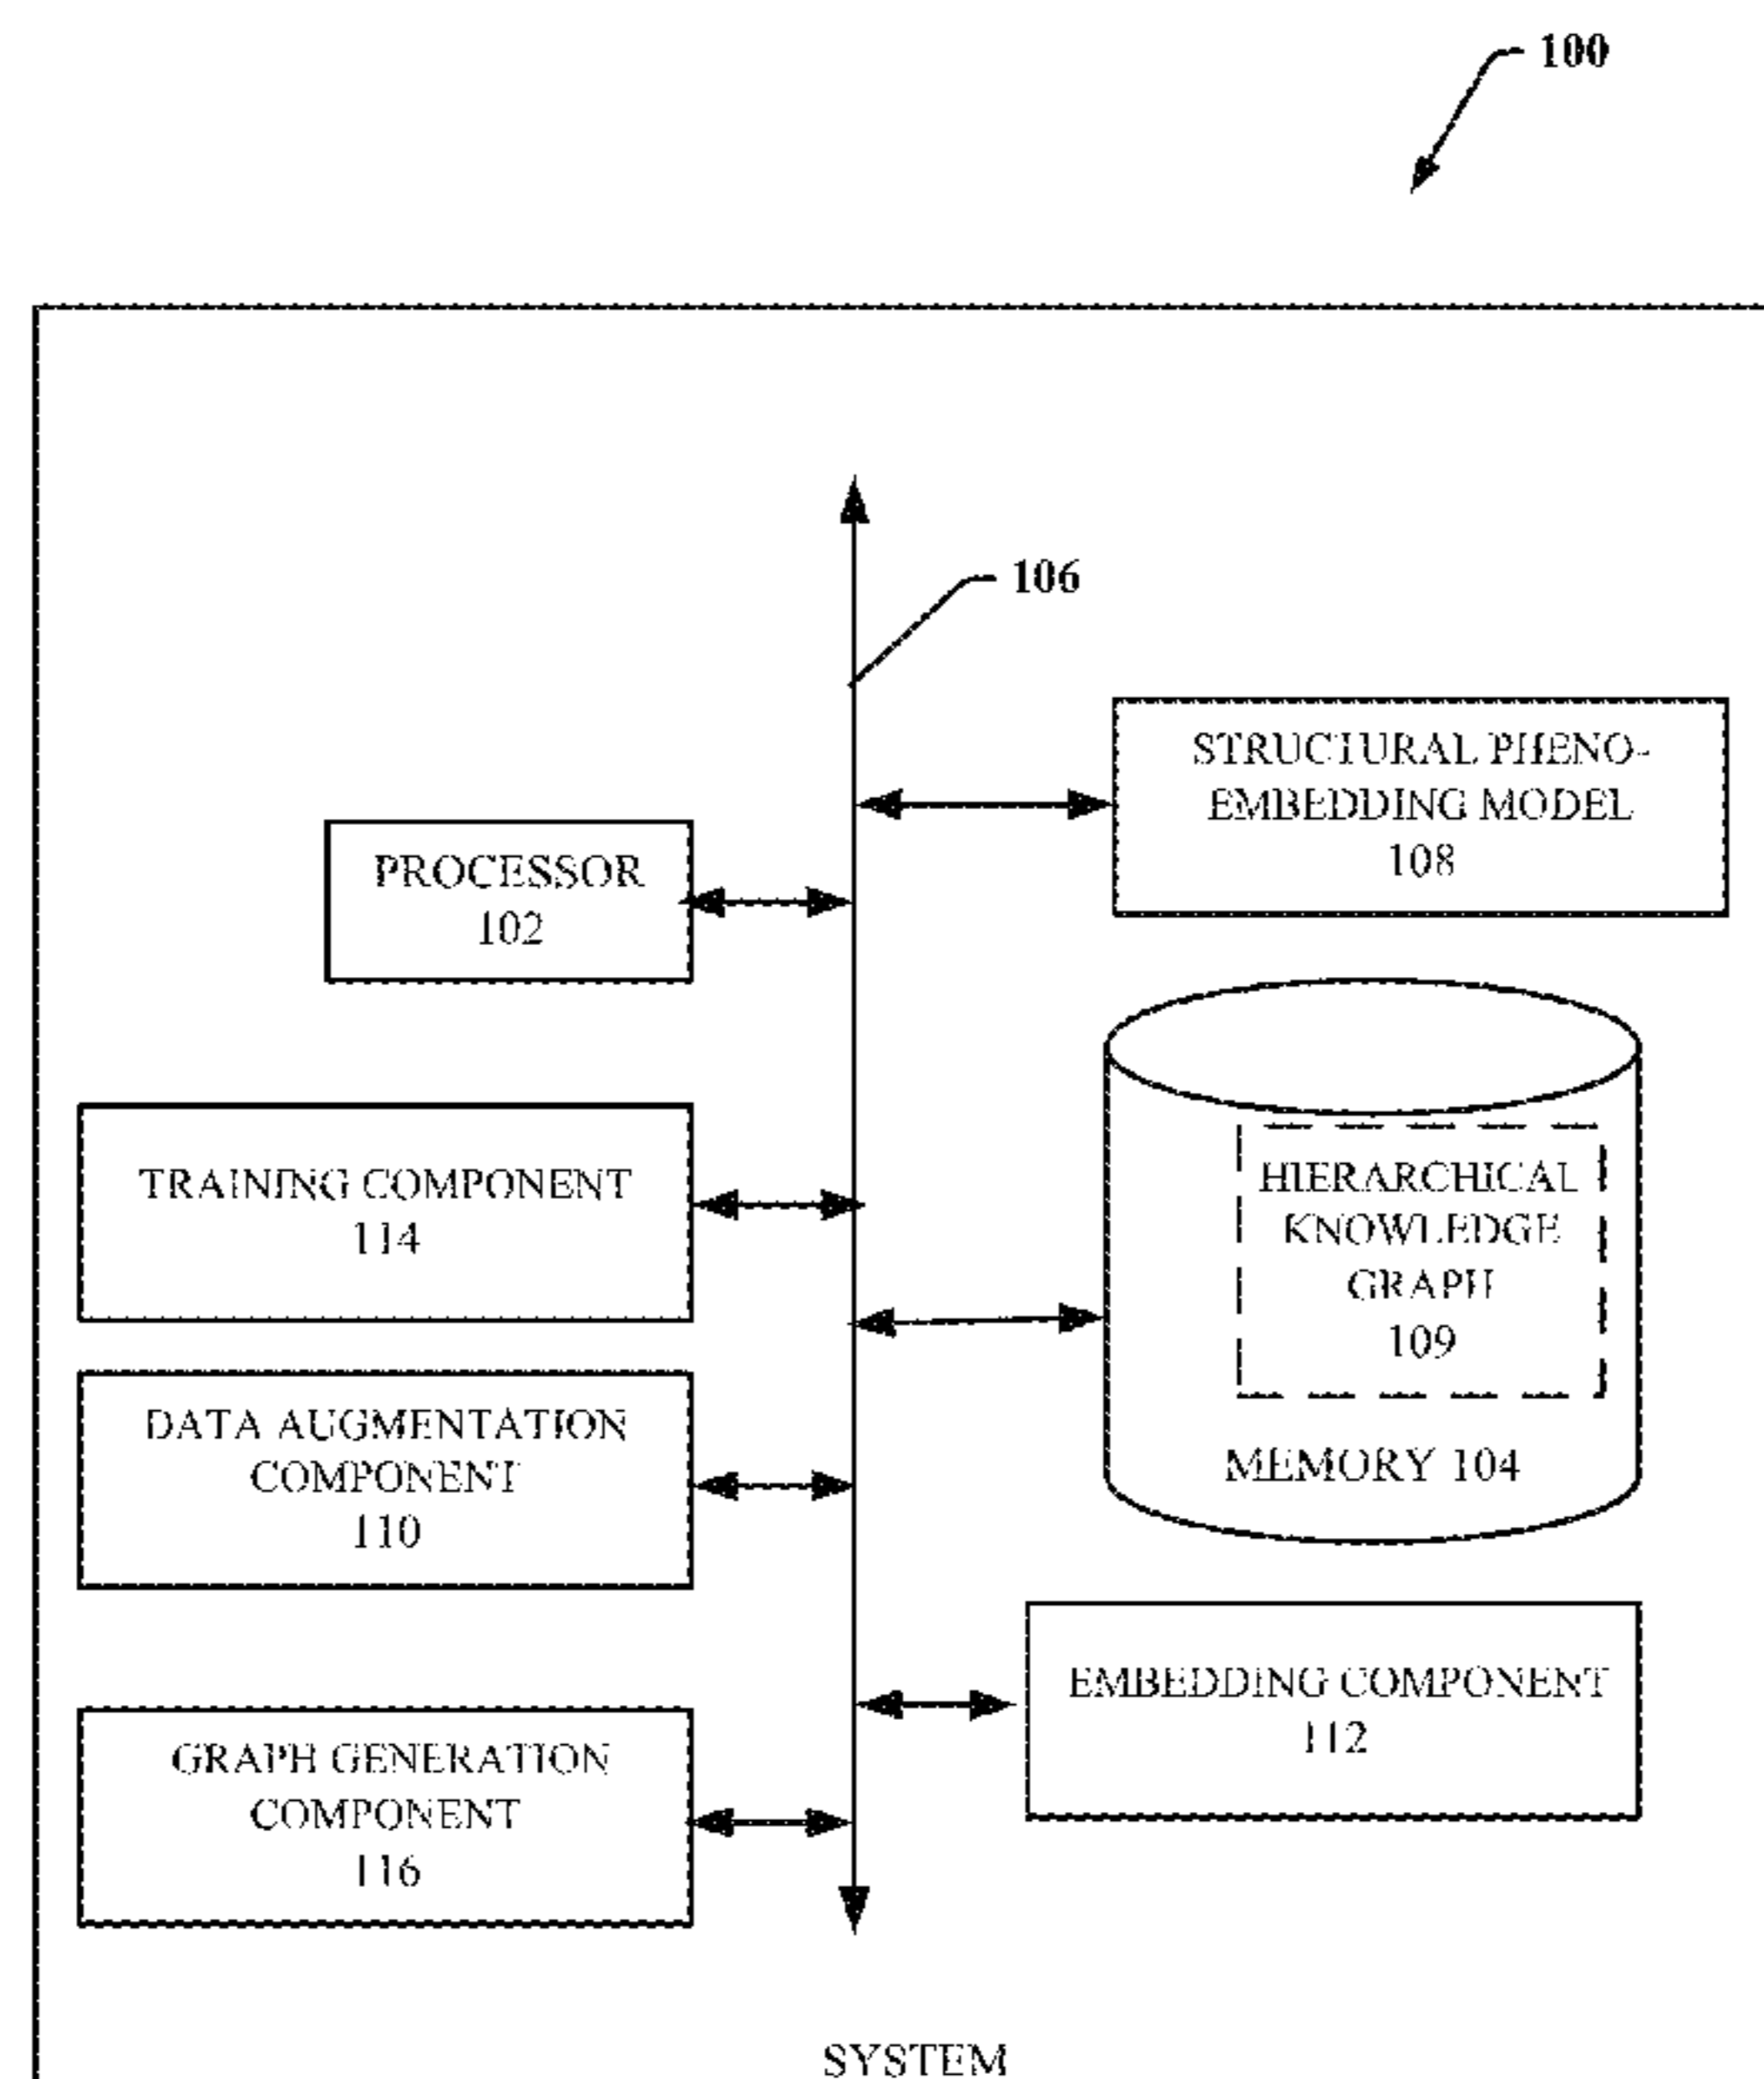 100
106
STRUCTURAL PHENO-
EMBEDDING MODEL
108
PROCESSOR
102
TRAINING COMPONENT
114
HIERARCHICAL
KNOWLEDGE
GRAPH
109
MEMORY 104
DATA AUGMENTATION
COMPONENT
110
EMBEDDING COMPONENT
112
GRAPH GENERATION
COMPONENT
116
SYSTEM